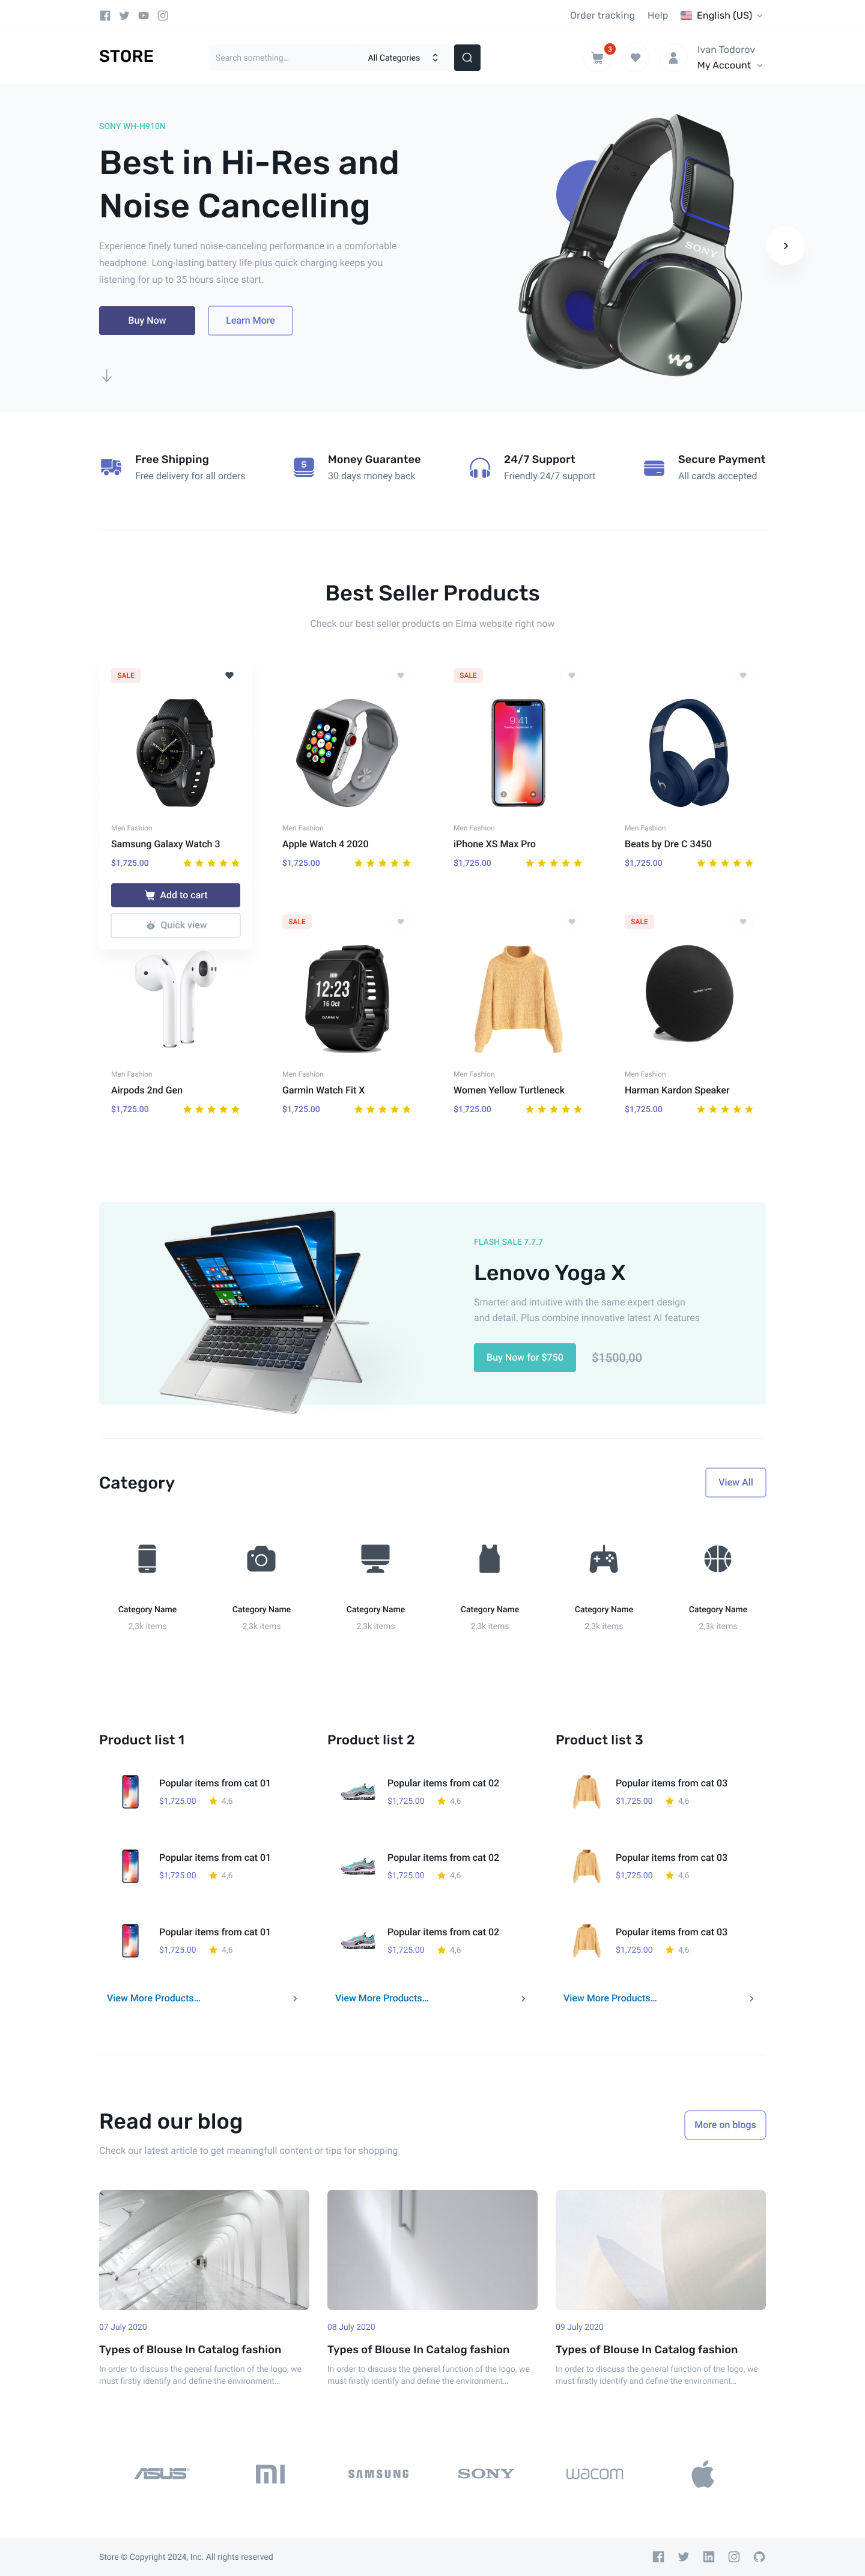 Order tracking
Help
English (US)
STORE
Search something...
All Categories
3
Ivan Todorov
My Account
SONY WH-H910N
Best in Hi-Res and
Noise Cancelling
Experience finely tuned noise-canceling performance in a comfortable
headphone. Long-lasting battery life plus quick charging keeps you
listening for up to 35 hours since start.
Buy Now
Learn More
SONY
Free Shipping
Free delivery for all orders
Money Guarantee
30 days money back
24/7 Support
Friendly 24/7 support
Secure Payment
All cards accepted
Best Seller Products
Check our best seller products on Elma website right now
SALE
Men Fashion
Samsung Galaxy Watch 3
$1,725.00
Add to cart
Quick view
Men Fashion
Apple Watch 4 2020
$1,725.00
SALE
9:41
Men Fashion
iPhone XS Max Pro
$1,725.00
Men Fashion
Beats by Dre C 3450
$1,725.00
Men Fashion
Airpods 2nd Gen
$1,725.00
SALE
12:23
16 Oct
GARMIN
Men Fashion
Garmin Watch Fit X
$1,725.00
Men Fashion
Women Yellow Turtleneck
$1,725.00
SALE
Men Fashion
Harman Kardon Speaker
$1,725.00
FLASH SALE 7.7.7
Lenovo Yoga X
Smarter and intuitive with the same expert design
and detail. Plus combine innovative latest AI features
Buy Now for $750
$1500,00
Category
View All
Category Name
2,3k items
Category Name
2,3k items
Category Name
2,3k items
Category Name
2,3k items
Category Name
2,3k items
Category Name
2,3k items
Product list 1
Popular items from cat 01
$1,725.00
4,6
Popular items from cat 01
$1,725.00
4,6
Popular items from cat 01
$1,725.00
4,6
View More Products...
Product list 2
Popular items from cat 02
$1,725.00
4,6
Popular items from cat 02
$1,725.00
4,6
Popular items from cat 02
$1,725.00
4,6
View More Products...
Product list 3
Popular items from cat 03
$1,725.00
4,6
Popular items from cat 03
$1,725.00
4,6
Popular items from cat 03
$1,725.00
4,6
View More Products...
Read our blog
Check our latest article to get meaningfull content or tips for shopping
More on blogs
07 July 2020
Types of Blouse In Catalog fashion
In order to discuss the general function of the logo, we
must firstly identify and define the environment...
08 July 2020
Types of Blouse In Catalog fashion
In order to discuss the general function of the logo, we
must firstly identify and define the environment...
09 July 2020
Types of Blouse In Catalog fashion
In order to discuss the general function of the logo, we
must firstly identify and define the environment...
ASUS
MI
SAMSUNG
SONY
wacom
Store © Copyright 2024, Inc. All rights reserved